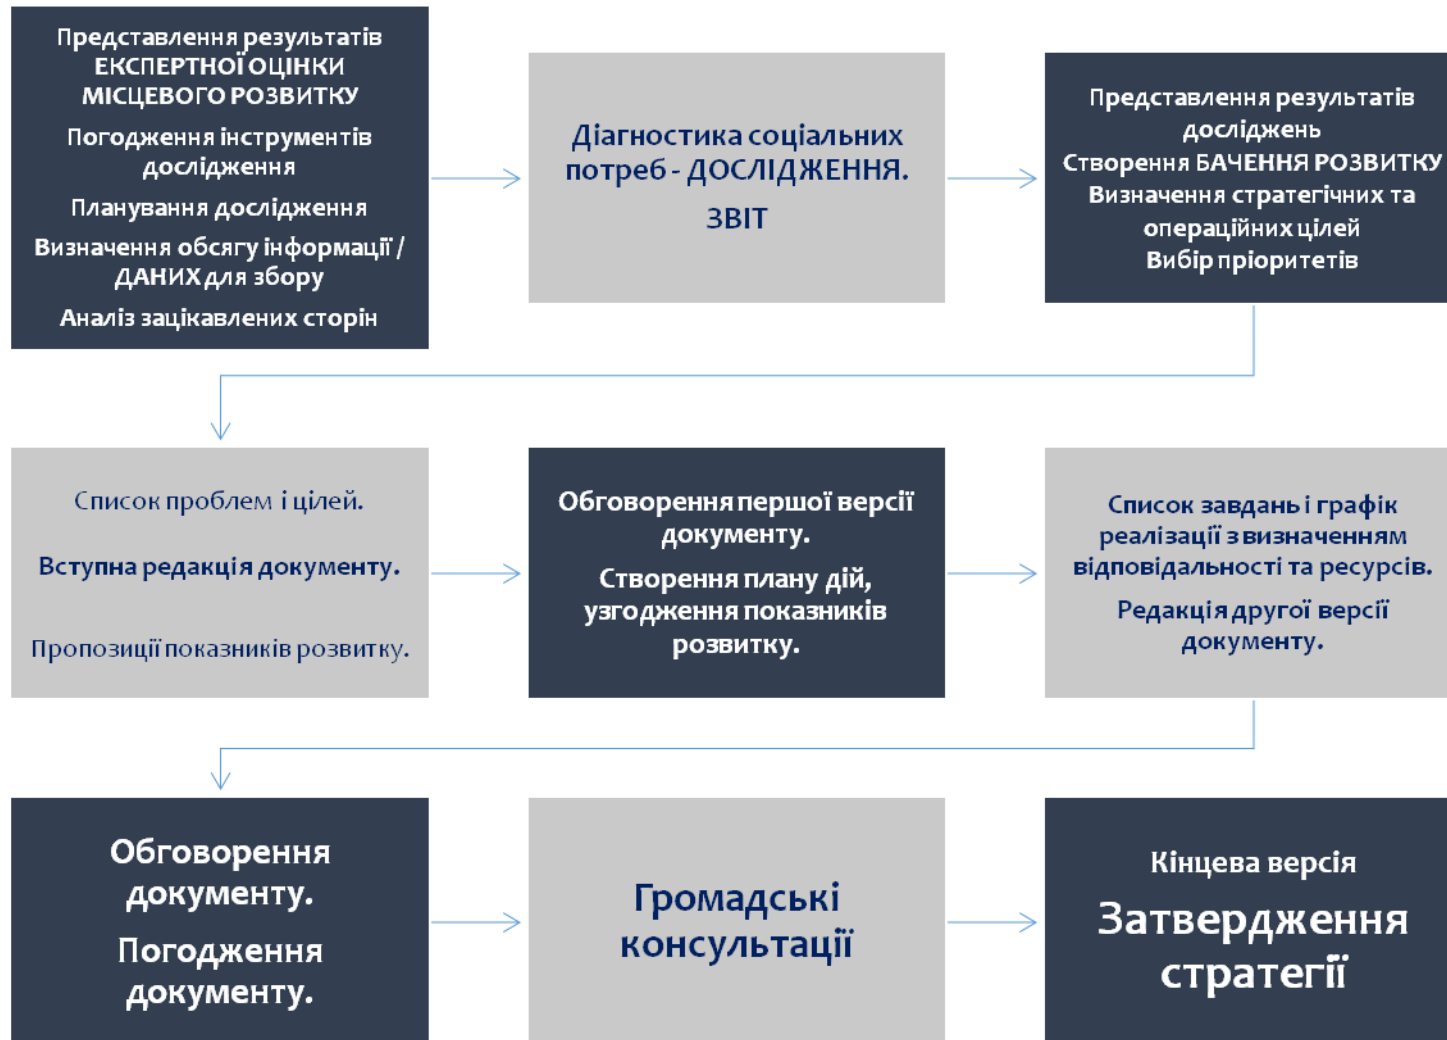 Представлення результатів
ЕКСПЕРТНОЇ ОЦІНКИ
МІСЦЕВОГО РОЗВИТКУ
Погодження інструментів
дослідження
Планування дослідження
Визначення обсягу інформації /
ДАНИХ для збору
Аналіз зацікавлених сторін
Діагностика соціальних
потреб - ДОСЛІДЖЕННЯ.
ЗВІТ
Представлення результатів
досліджень
Створення БАЧЕННЯ РОЗВИТКУ
Визначення стратегічних та
операційних цілей
Вибір пріоритетів
Список проблем і цілей.
Вступна редакція документу.
Пропозиції показників розвитку.
Обговорення першої версії
документу.
Створення плану дій,
узгодження показників
розвитку.
Список завдань і графік
реалізації з визначенням
відповідальності та ресурсів.
Редакція другої версії
документу.
Обговорення
документу.
Погодження
документу.
Громадські
консультації
Кінцева версія
Затвердження
стратегії